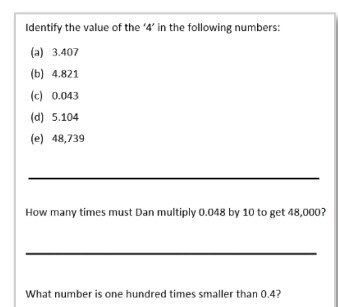 Identify the value of the ‘4’ in the following numbers:
(a) 3.407
(b) 4.821
(c) 0.043
(d) 5.104
(e) 48,739
How many times must Dan multiply 0.048 by 10 to get 48,000?
What number is one hundred times smaller than 0.4?